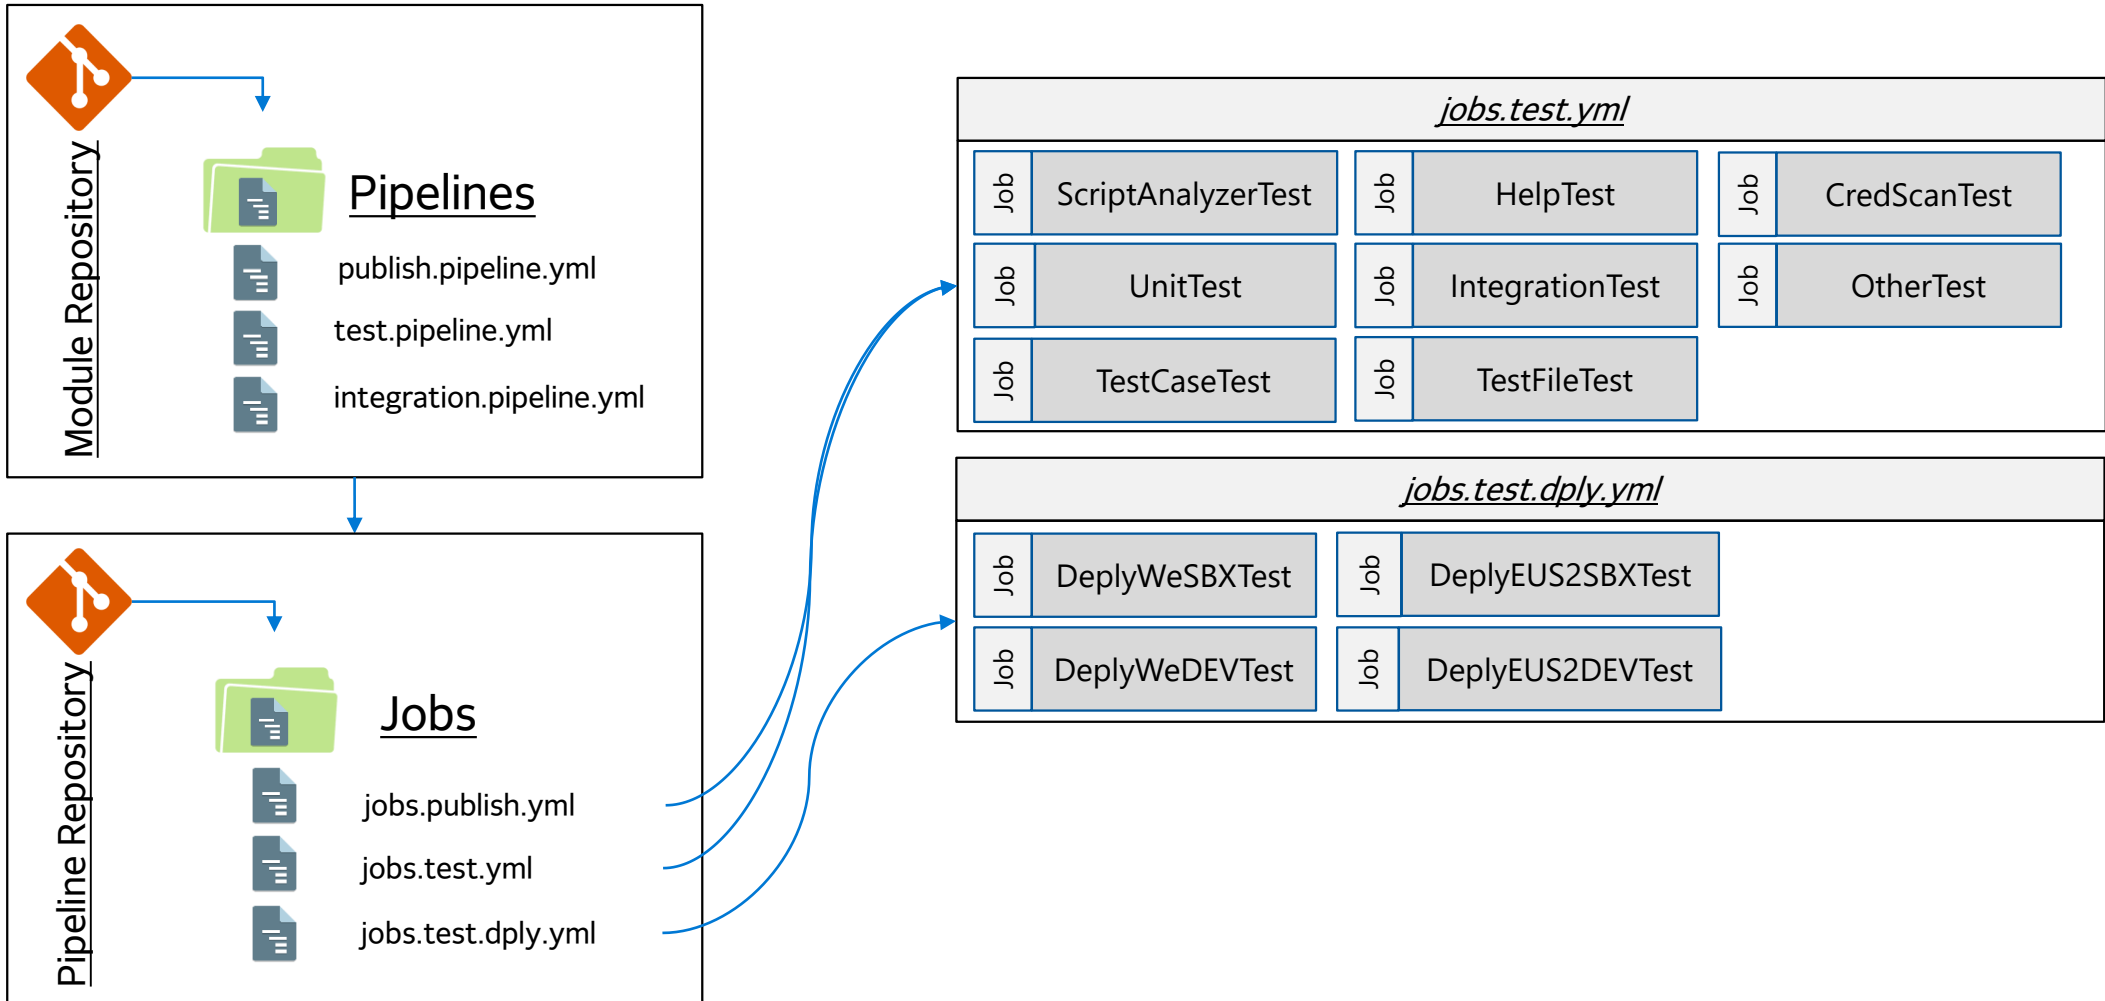 Module Repository
Pipelines
publish.pipeline.yml
test.pipeline.yml
integration.pipeline.yml
Pipeline Repository
Jobs
jobs.publish.yml
jobs.test.yml
jobs.test.dply.yml
jobs.test.yml
Job ScriptAnalyzerTest Job HelpTest Job CredScanTest
Job UnitTest Job IntegrationTest Job OtherTest
Job TestCaseTest Job TestFileTest
jobs.test.dply.yml
Job DeplyWeSBXTest Job DeplyEUS2SBXTest
Job DeplyWeDEVTest Job DeplyEUS2DEVTest